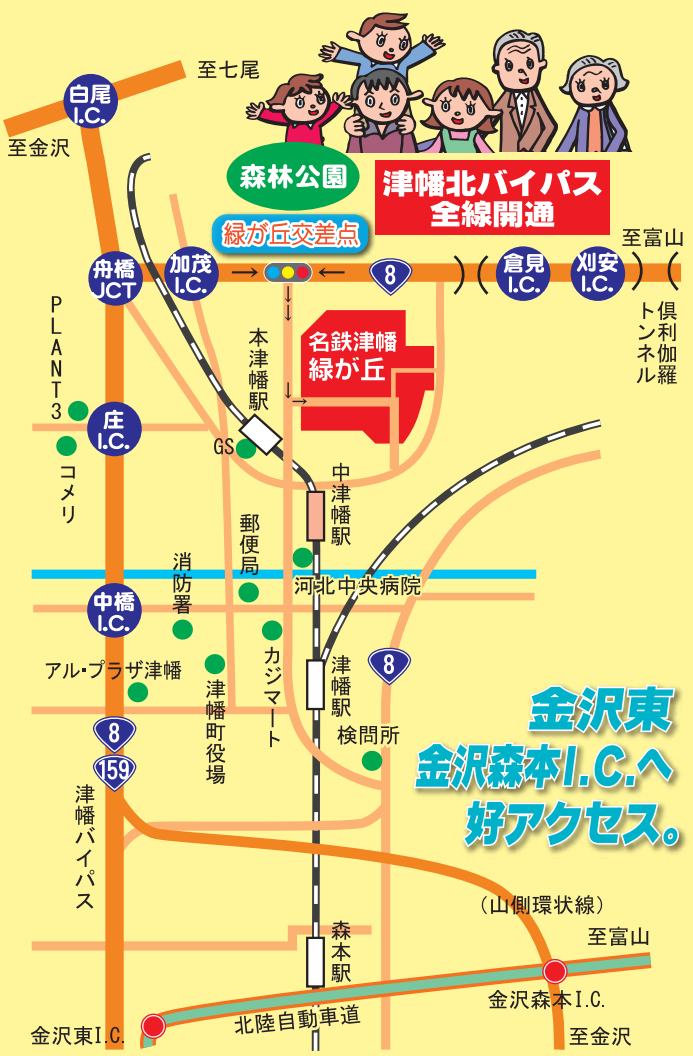 至七尾
白尾
I.C.
至金沢
森林公園
津幡北バイパス
全線開通
緑が丘交差点
至富山
舟橋
JCT
加茂
I.C.
8
倉見
I.C.
刈安
I.C.
倶利伽羅
トンネル
PLANT3
本津幡駅
名鉄津幡
緑が丘
庄
I.C.
GS
コメリ
中津幡駅
郵便局
消防署
河北中央病院
中橋
I.C.
アル・プラザ津幡
津幡町役場
カジマート
津幡駅
8
検問所
金沢東
金沢森本I.C.へ
好アクセス。
8
159
津幡バイパス
(山側環状線)
森本駅
至富山
金沢森本I.C.
北陸自動車道
金沢東I.C.
至金沢